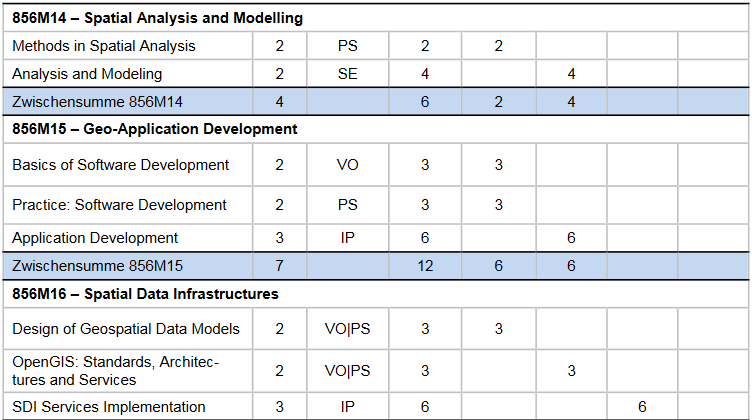 856M14 – Spatial Analysis and Modelling
Methods in Spatial Analysis 2 PS 2 2
Analysis and Modeling 2 SE 4 4
Zwischensumme 856M14 4 6 2 4
856M15 – Geo-Application Development
Basics of Software Development 2 VO 3 3
Practice: Software Development 2 PS 3 3
Application Development 3 IP 6 6
Zwischensumme 856M15 7 12 6 6
856M16 – Spatial Data Infrastructures
Design of Geospatial Data Models 2 VO|PS 3 3
OpenGIS: Standards, Architec-
tures and Services 2 VO|PS 3 3
SDI Services Implementation 3 IP 6 6